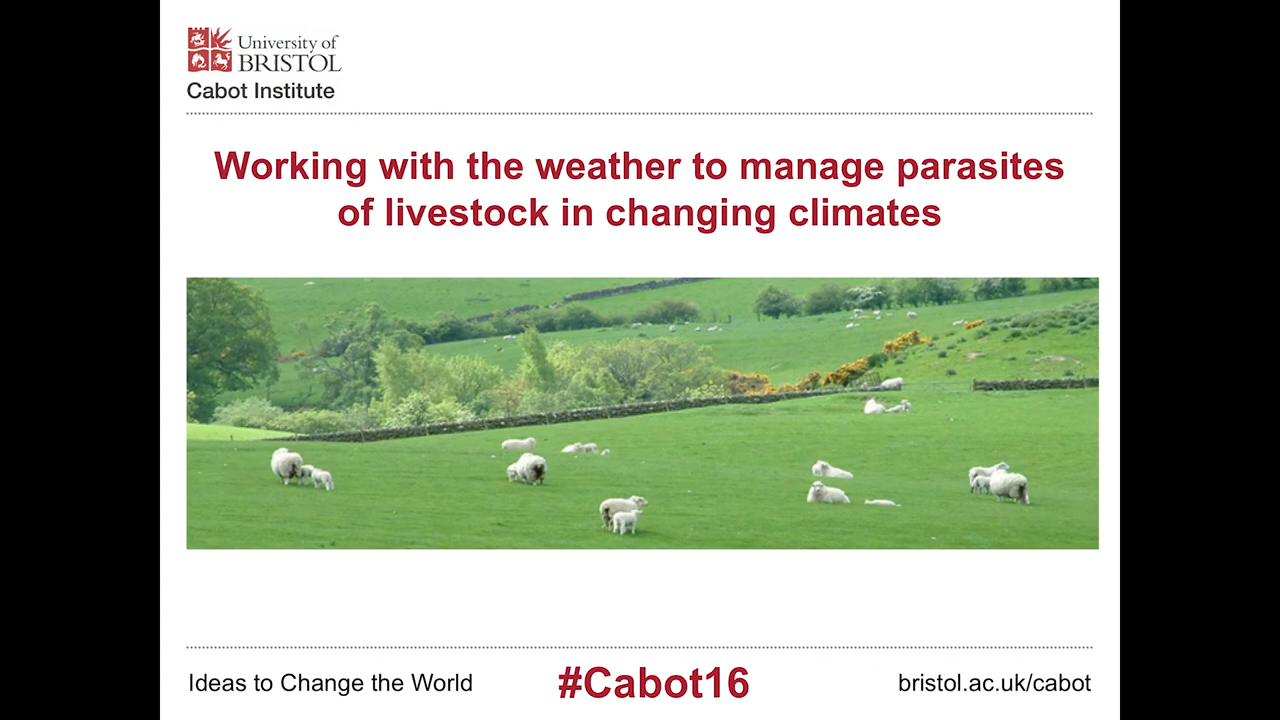 University of
BRISTOL
Cabot Institute
Working with the weather to manage parasites
of livestock in changing climates
Ideas to Change the World
#Cabot16
bristol.ac.uk/cabot